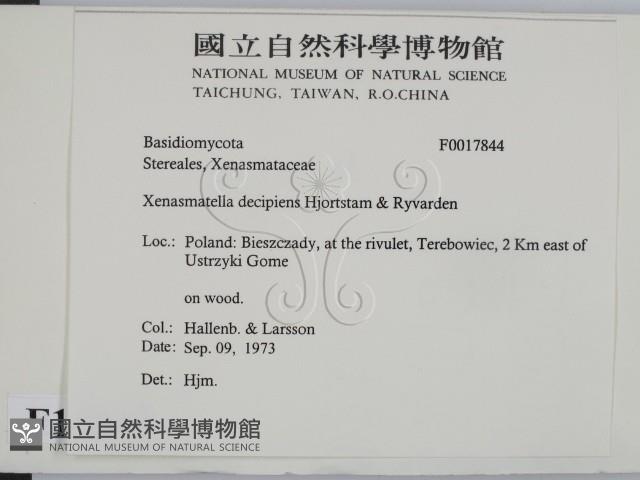 國立自然科學博物館
NATIONAL MUSEUM OF NATURAL SCIENCE
TAICHUNG, TAIWAN, R.O.CHINA
Basidiomycota F0017844
Stereales, Xenasmataceae
Xenasmatella decipiens Hjortstam & Ryvarden
Loc.: Poland: Bieszczady, at the rivulet, Terebowiec, 2 Km east of
Ustrzyki Gome
on wood.
Col.: Hallenb. & Larsson
Date: Sep. 09, 1973
Det.: Hjm.
國立自然科學博物館
NATIONAL MUSEUM OF NATURAL SCIENCE